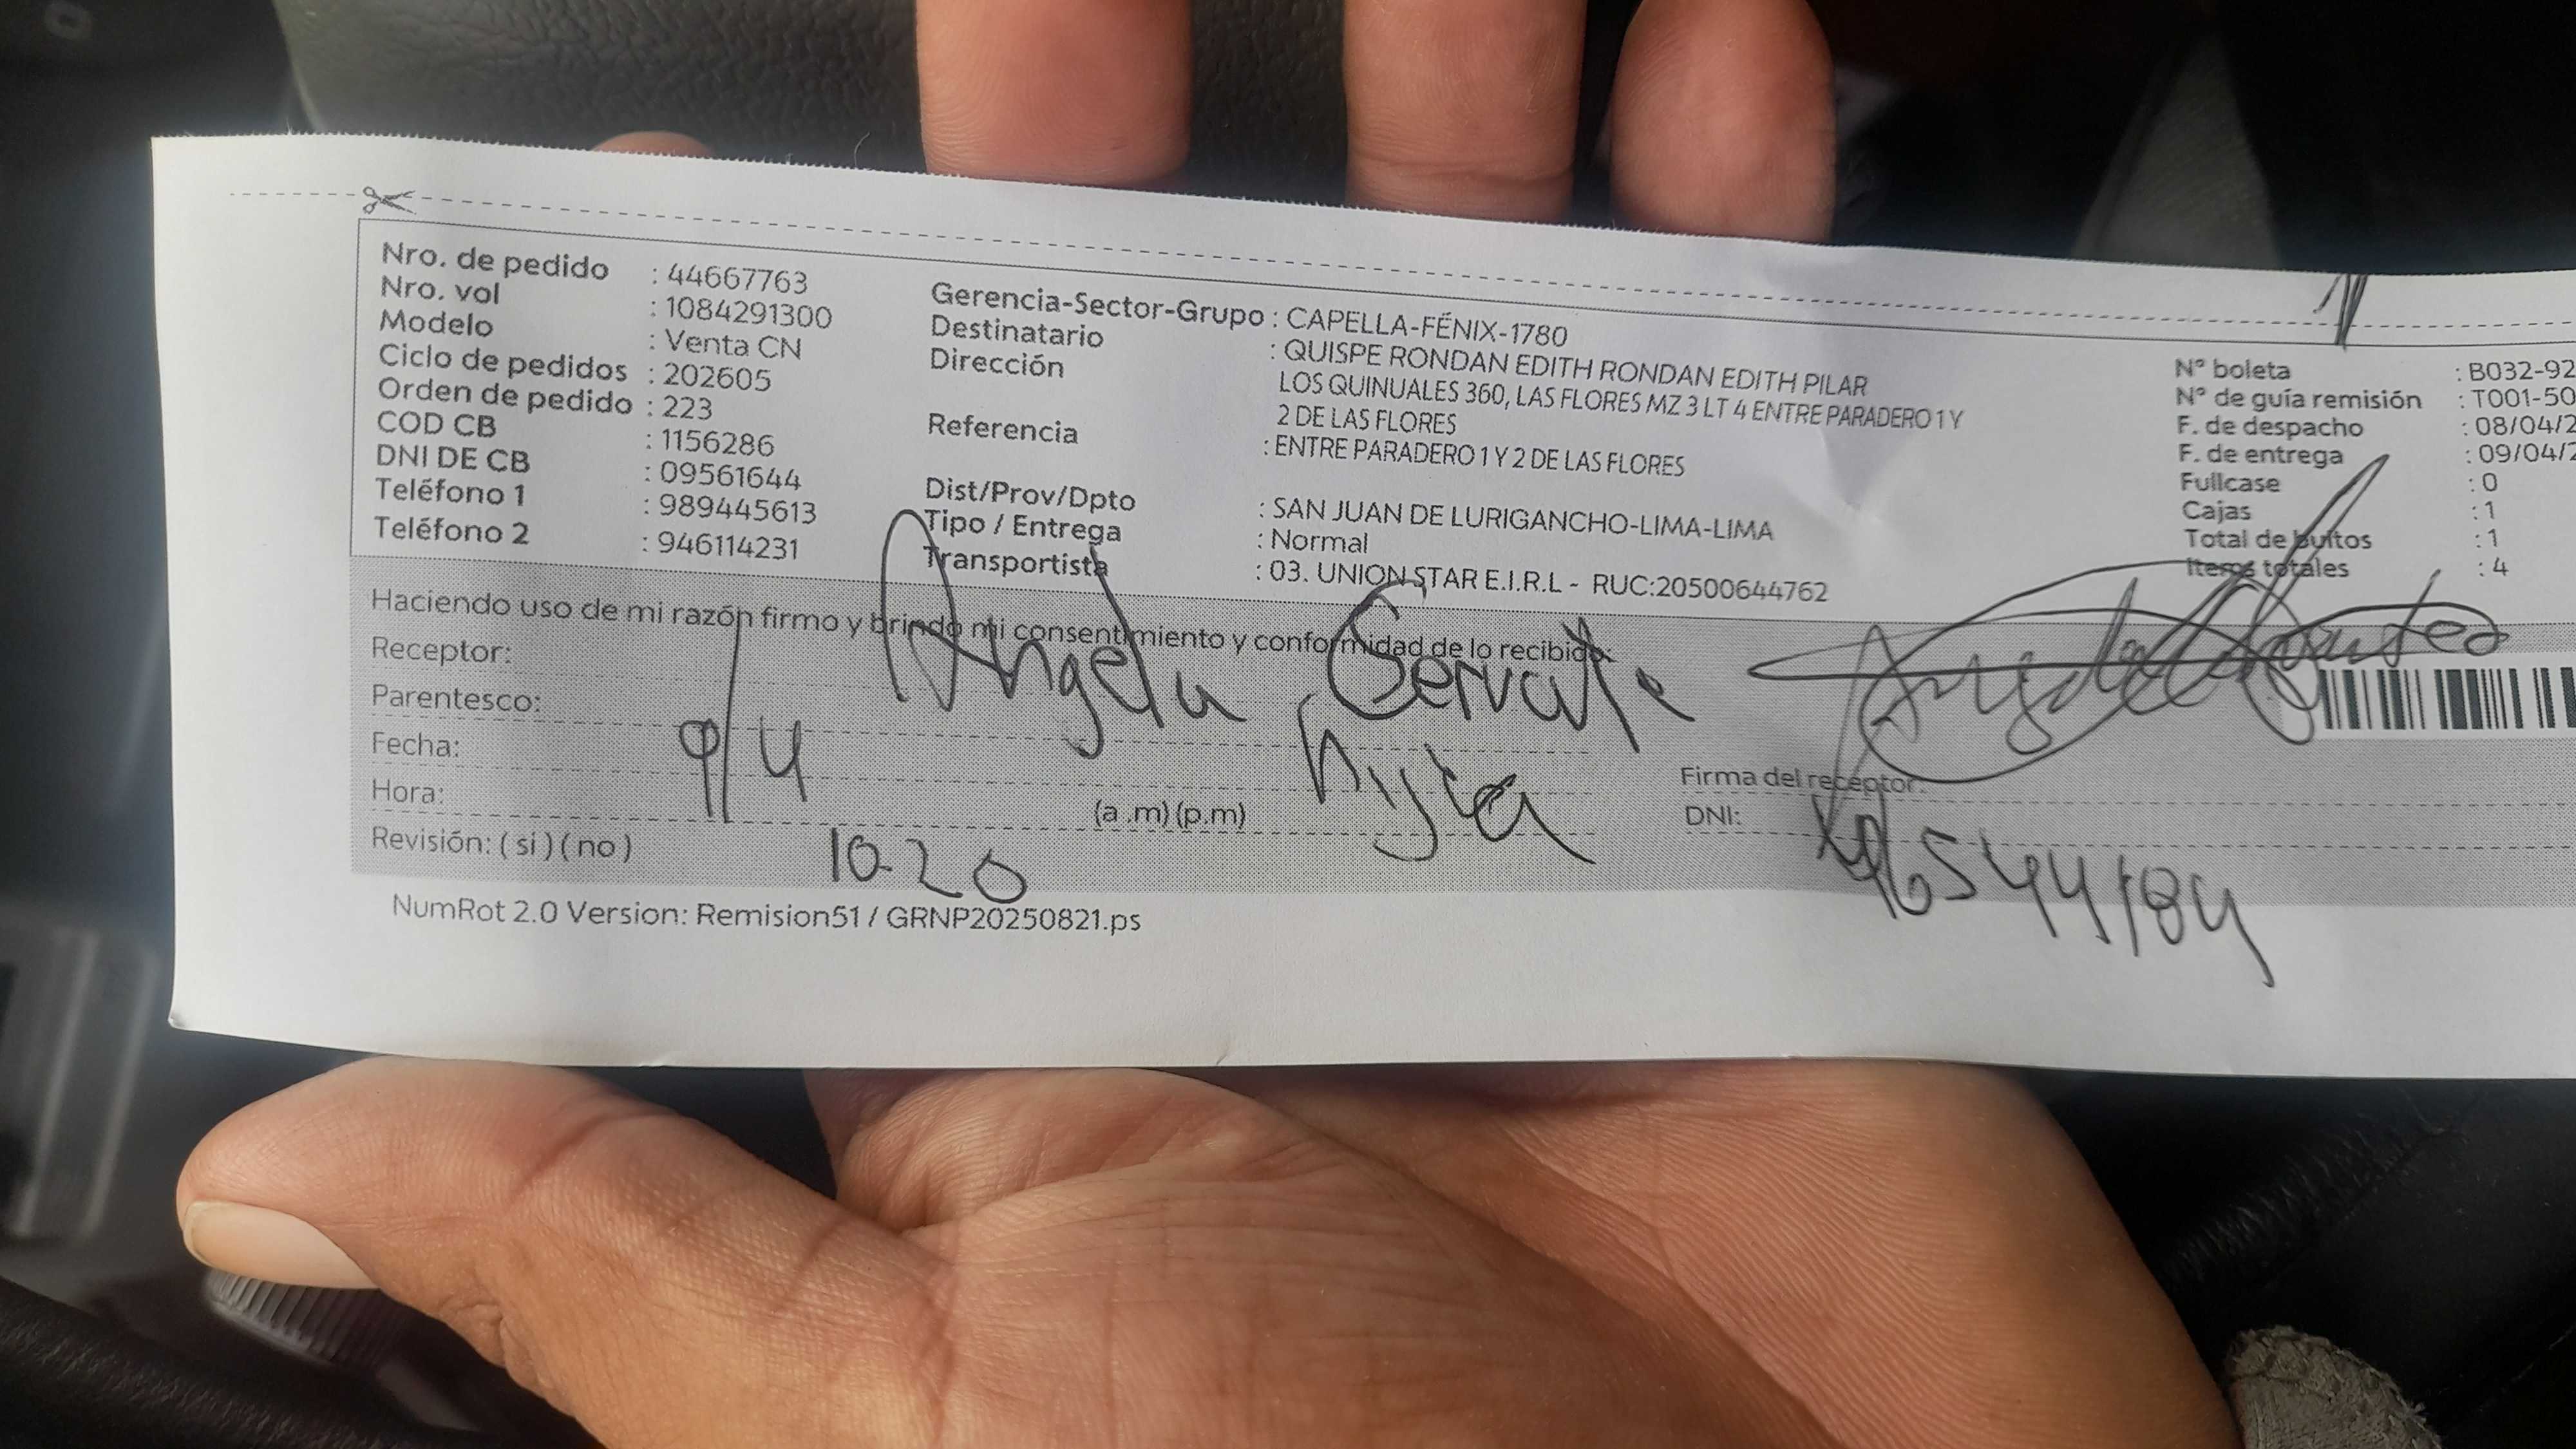 Nro. de pedido : 44667763
Nro. vol : 1084291300
Modelo : Venta CN
Ciclo de pedidos : 202605
Orden de pedido : 223
COD CB : 1156286
DNI DE CB : 09561644
Teléfono 1 : 989445613
Teléfono 2 : 946114231
Gerencia-Sector-Grupo : CAPELLA-FÉNIX-1780
Destinatario : QUISPE RONDAN EDITH RONDAN EDITH PILAR
Dirección LOS QUINUALES 360, LAS FLORES MZ 3 LT 4 ENTRE PARADERO 1 Y
2 DE LAS FLORES
Referencia : ENTRE PARADERO 1 Y 2 DE LAS FLORES
Dist/Prov/Dpto : SAN JUAN DE LURIGANCHO-LIMA-LIMA
Tipo / Entrega : Normal
Transportista : 03. UNION STAR E.I.R.L - RUC:20500644762
N° boleta : B032-92
N° de guía remisión : T001-50
F. de despacho : 08/04/2
F. de entrega : 09/04/2
Fullcase : 0
Cajas : 1
Total de bultos : 1
Items totales : 4
Haciendo uso de mi razón firmo y brindo mi consentimiento y conformidad de lo recibido:
Receptor: Angela
Parentesco: hija
Fecha: 9/4
Hora: 10-20 (a .m) (p.m)
Revisión: ( si ) ( no )
Firma del receptor:
DNI:
NumRot 2.0 Version: Remision51 / GRNP20250821.ps